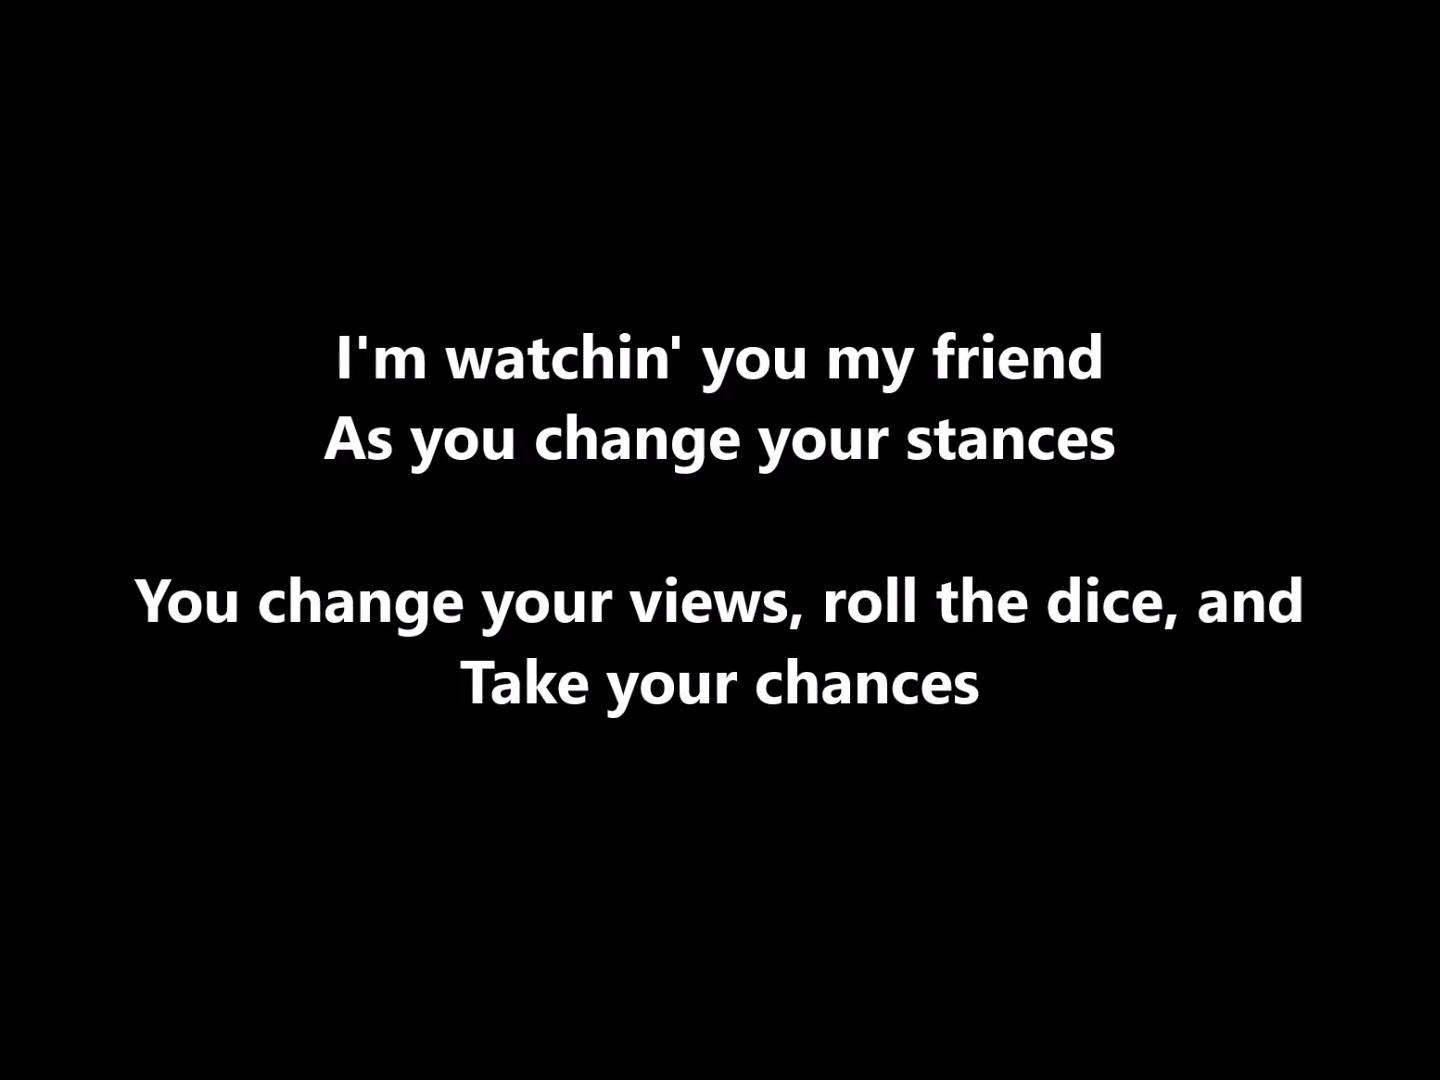 I'm watchin' you my friend
As you change your stances
You change your views, roll the dice, and
Take your chances